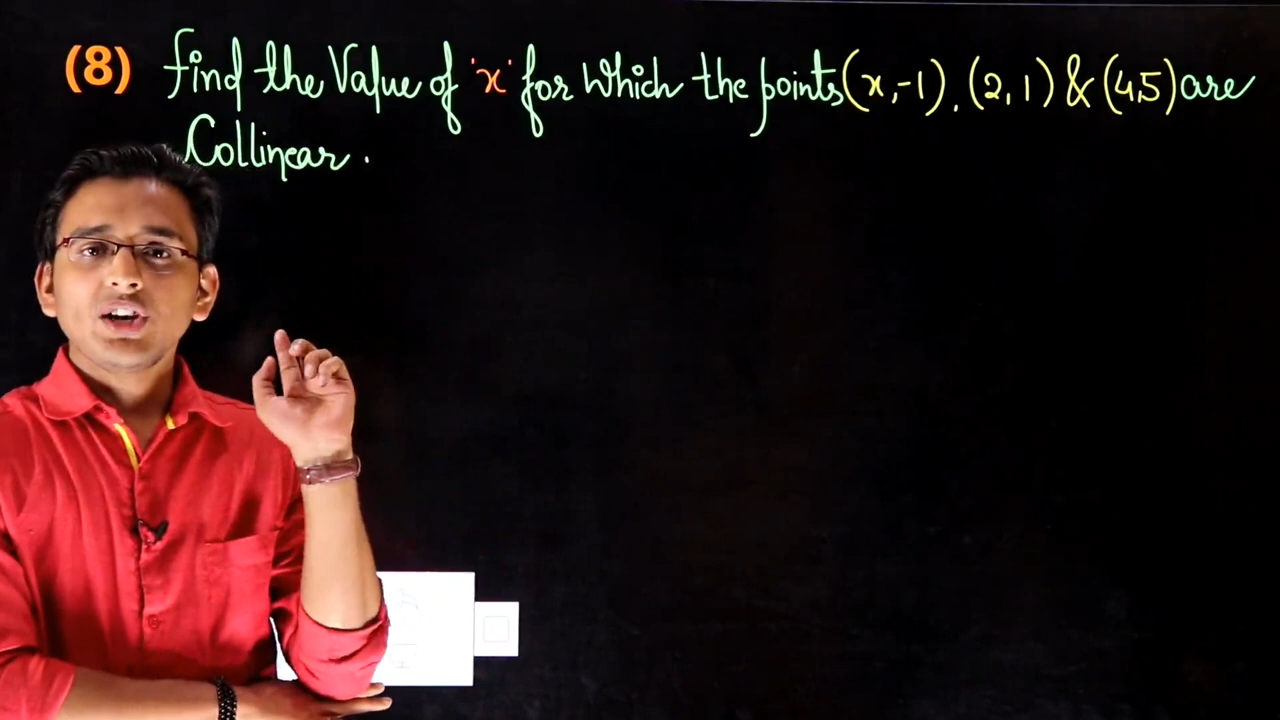 (8) find the Value of 'x' for which the points (x,-1), (2,1) & (4,5) are
Collinear.